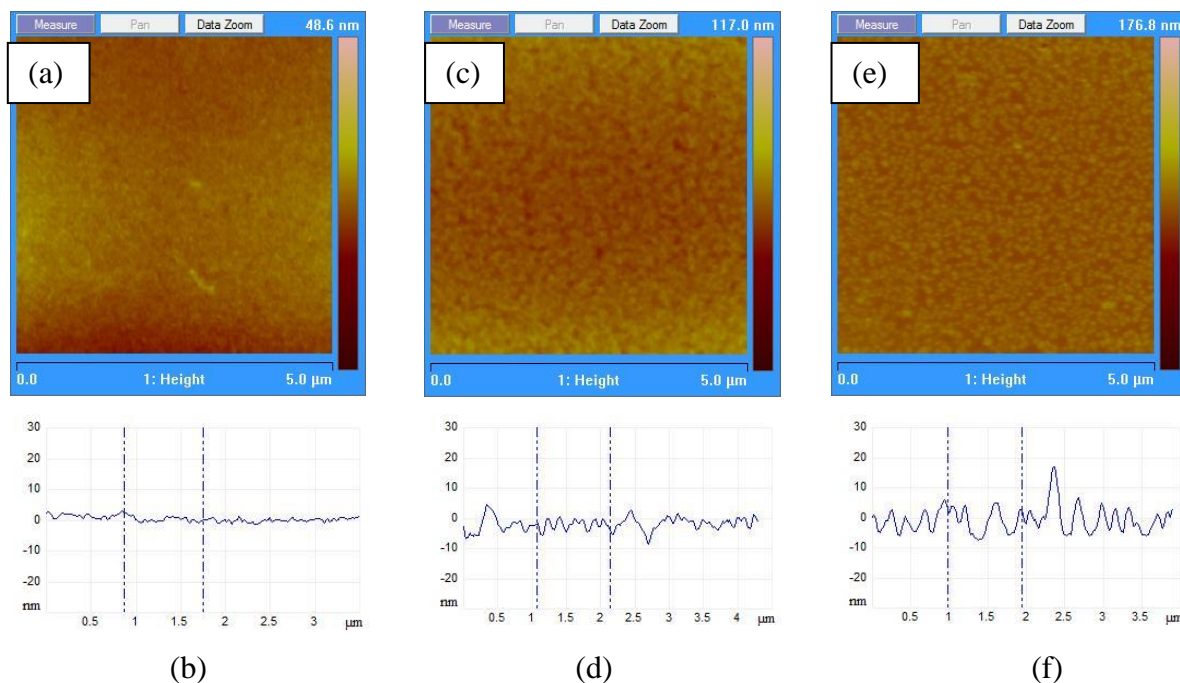 Measure Pan Data Zoom 48.6 nm
(a)
0.0 1: Height 5.0 µm
30
20
10
0
-10
-20
nm
0.5 1 1.5 2 2.5 3 µm
(b)
Measure Pan Data Zoom 117.0 nm
(c)
0.0 1: Height 5.0 µm
30
20
10
0
-10
-20
nm
0.5 1 1.5 2 2.5 3 3.5 4 µm
(d)
Measure Pan Data Zoom 176.8 nm
(e)
0.0 1: Height 5.0 µm
30
20
10
0
-10
-20
nm
0.5 1 1.5 2 2.5 3 3.5 µm
(f)